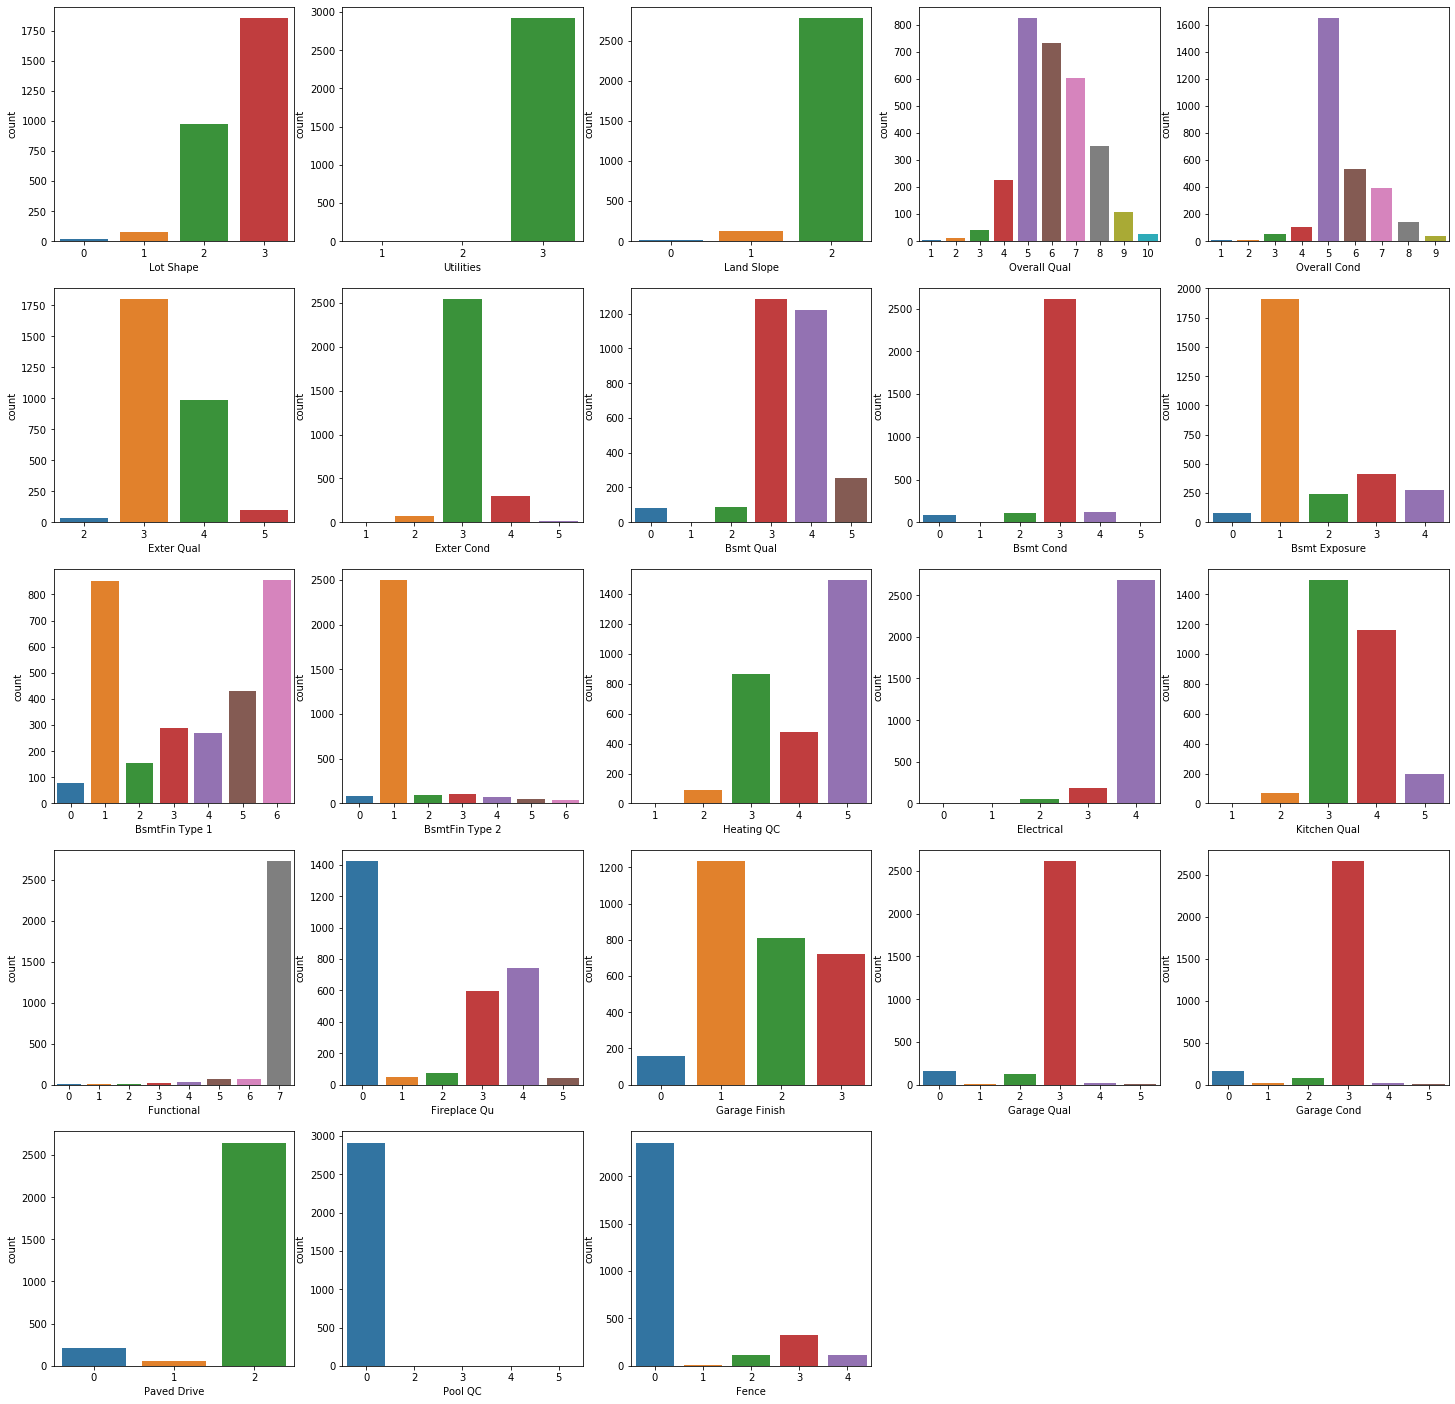 count
1750
1500
1250
1000
750
500
250
0
0 1 2 3
Lot Shape
count
3000
2500
2000
1500
1000
500
0
1 2 3
Utilities
count
2500
2000
1500
1000
500
0
0 1 2
Land Slope
count
800
700
600
500
400
300
200
100
0
1 2 3 4 5 6 7 8 9 10
Overall Qual
count
1600
1400
1200
1000
800
600
400
200
0
1 2 3 4 5 6 7 8 9
Overall Cond
count
1750
1500
1250
1000
750
500
250
0
2 3 4 5
Exter Qual
count
2500
2000
1500
1000
500
0
1 2 3 4 5
Exter Cond
count
1200
1000
800
600
400
200
0
0 1 2 3 4 5
Bsmt Qual
count
2500
2000
1500
1000
500
0
0 1 2 3 4 5
Bsmt Cond
count
2000
1750
1500
1250
1000
750
500
250
0
0 1 2 3 4
Bsmt Exposure
count
800
700
600
500
400
300
200
100
0
0 1 2 3 4 5 6
BsmtFin Type 1
count
2500
2000
1500
1000
500
0
0 1 2 3 4 5 6
BsmtFin Type 2
count
1400
1200
1000
800
600
400
200
0
1 2 3 4 5
Heating QC
count
2500
2000
1500
1000
500
0
0 1 2 3 4
Electrical
count
1400
1200
1000
800
600
400
200
0
1 2 3 4 5
Kitchen Qual
count
2500
2000
1500
1000
500
0
0 1 2 3 4 5 6 7
Functional
count
1400
1200
1000
800
600
400
200
0
0 1 2 3 4 5
Fireplace Qu
count
1200
1000
800
600
400
200
0
0 1 2 3
Garage Finish
count
2500
2000
1500
1000
500
0
0 1 2 3 4 5
Garage Qual
count
2500
2000
1500
1000
500
0
0 1 2 3 4 5
Garage Cond
count
2500
2000
1500
1000
500
0
0 1 2
Paved Drive
count
3000
2500
2000
1500
1000
500
0
0 2 3 4 5
Pool QC
count
2000
1500
1000
500
0
0 1 2 3 4
Fence